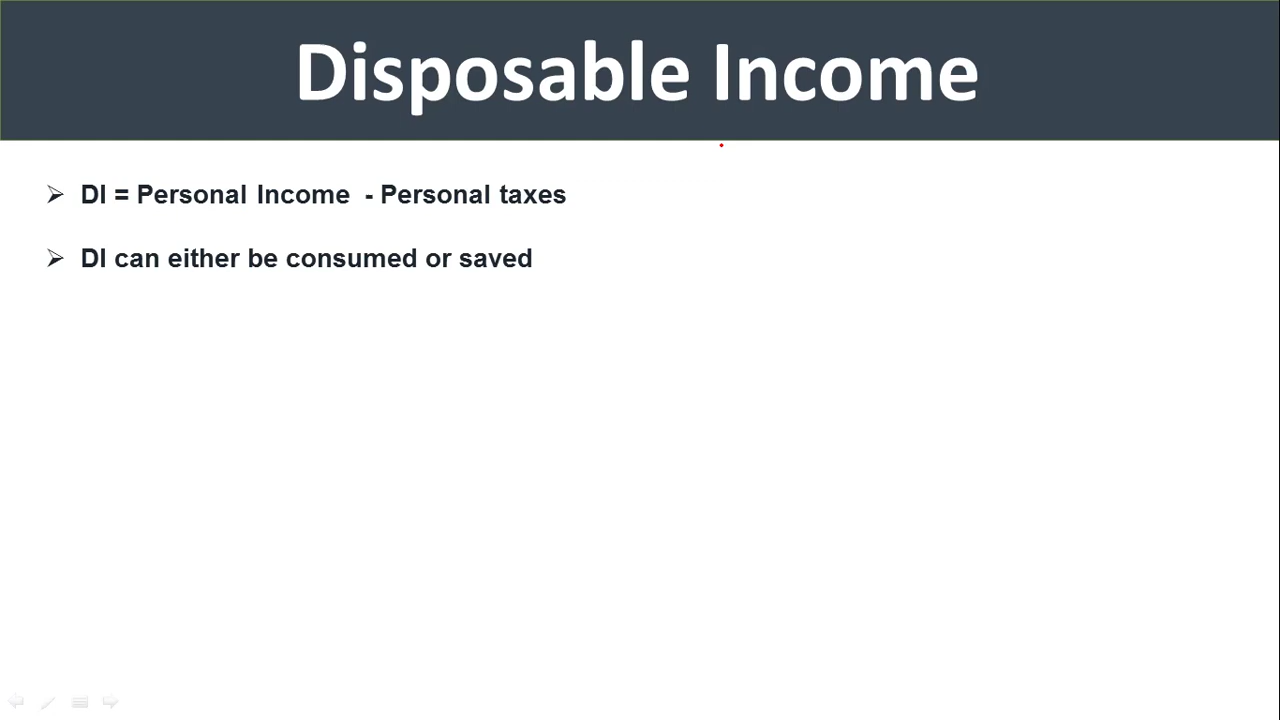 Disposable Income
➢ DI = Personal Income - Personal taxes
➢ DI can either be consumed or saved